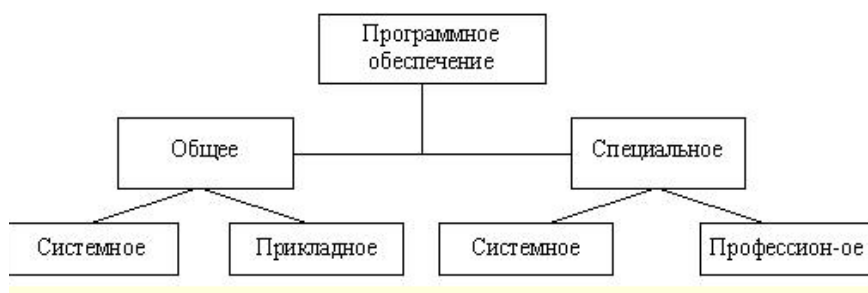 Программное
обеспечение
Общее
Специальное
Системное
Прикладное
Системное
Профессион-ое